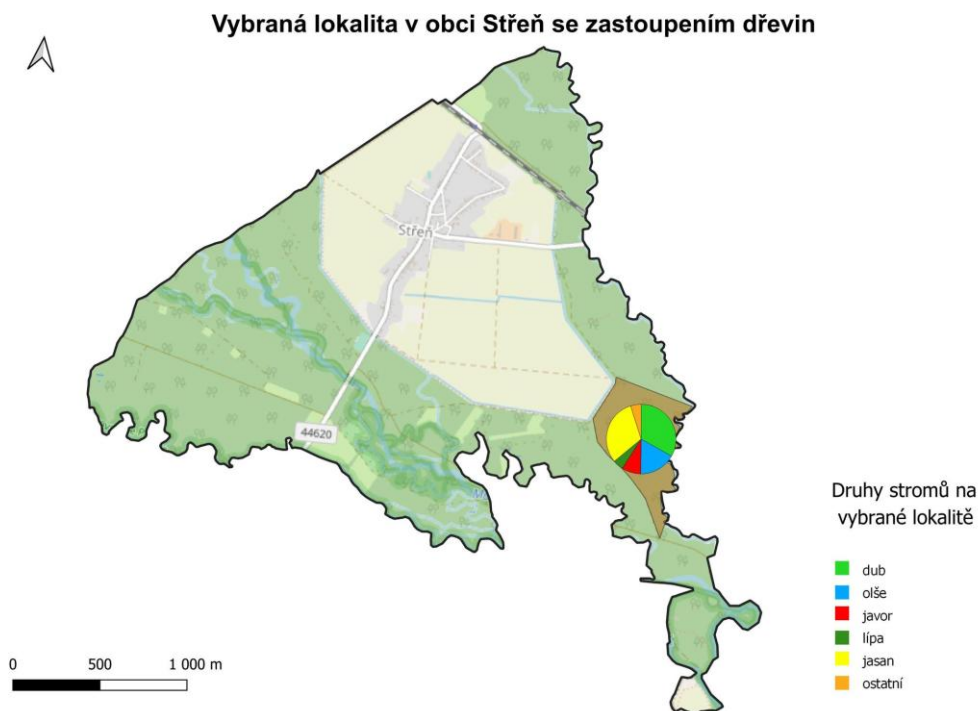 Vybraná lokalita v obci Střeň se zastoupením dřevin
Střeň
44620
Druhy stromů na
vybrané lokalitě
dub
olše
javor
lípa
jasan
ostatní
0 500 1 000 m